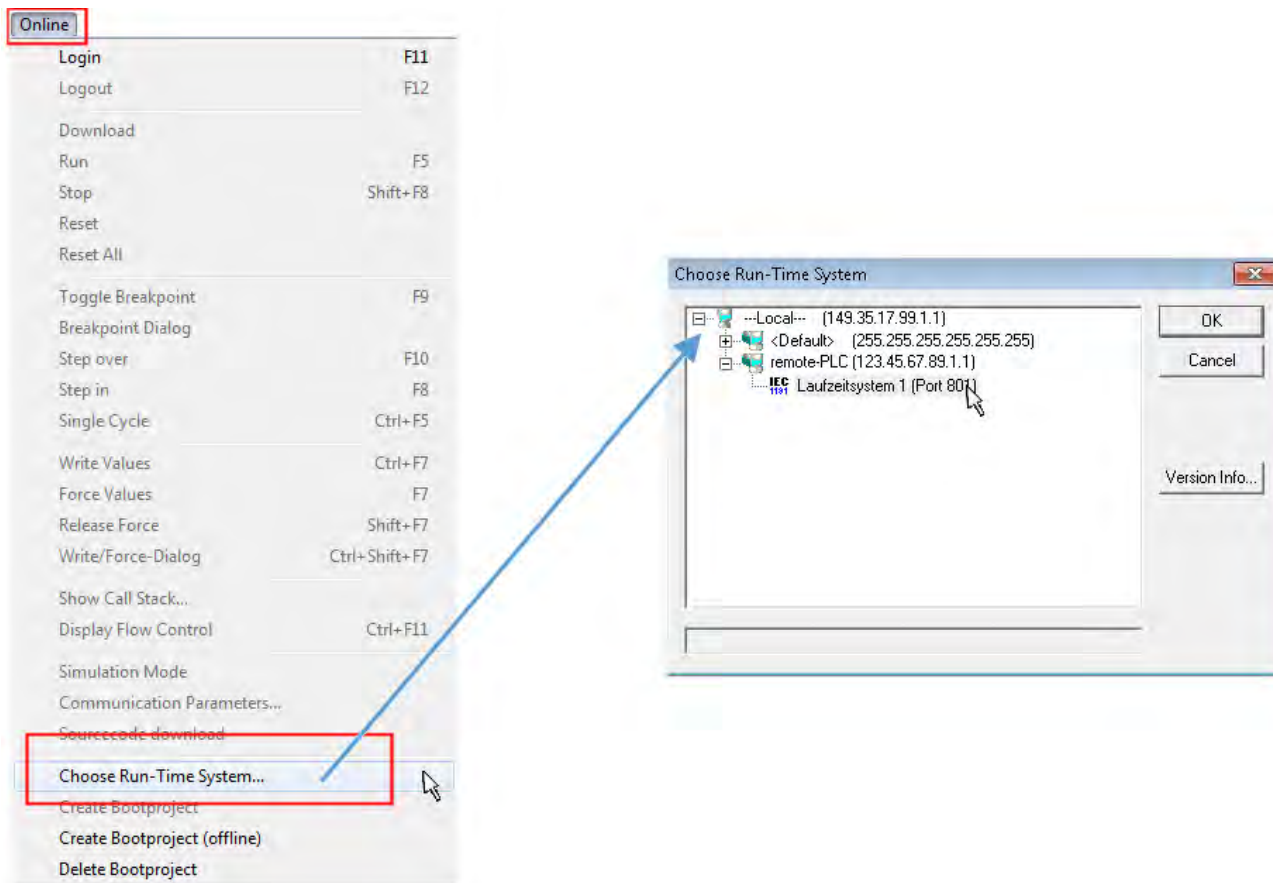 Online
Login F11
Logout F12
Download
Run F5
Stop Shift+F8
Reset
Reset All
Toggle Breakpoint F9
Breakpoint Dialog
Step over F10
Step in F8
Single Cycle Ctrl+F5
Write Values Ctrl+F7
Force Values F7
Release Force Shift+F7
Write/Force-Dialog Ctrl+Shift+F7
Show Call Stack...
Display Flow Control Ctrl+F11
Simulation Mode
Communication Parameters...
Sourcecode download
Choose Run-Time System...
Create Bootproject
Create Bootproject (offline)
Delete Bootproject
Choose Run-Time System
---Local--- (149.35.17.99.1.1)
<Default> (255.255.255.255.255.255)
remote-PLC (123.45.67.89.1.1)
IEC 1131 Laufzeitsystem 1 (Port 801)
OK
Cancel
Version Info...